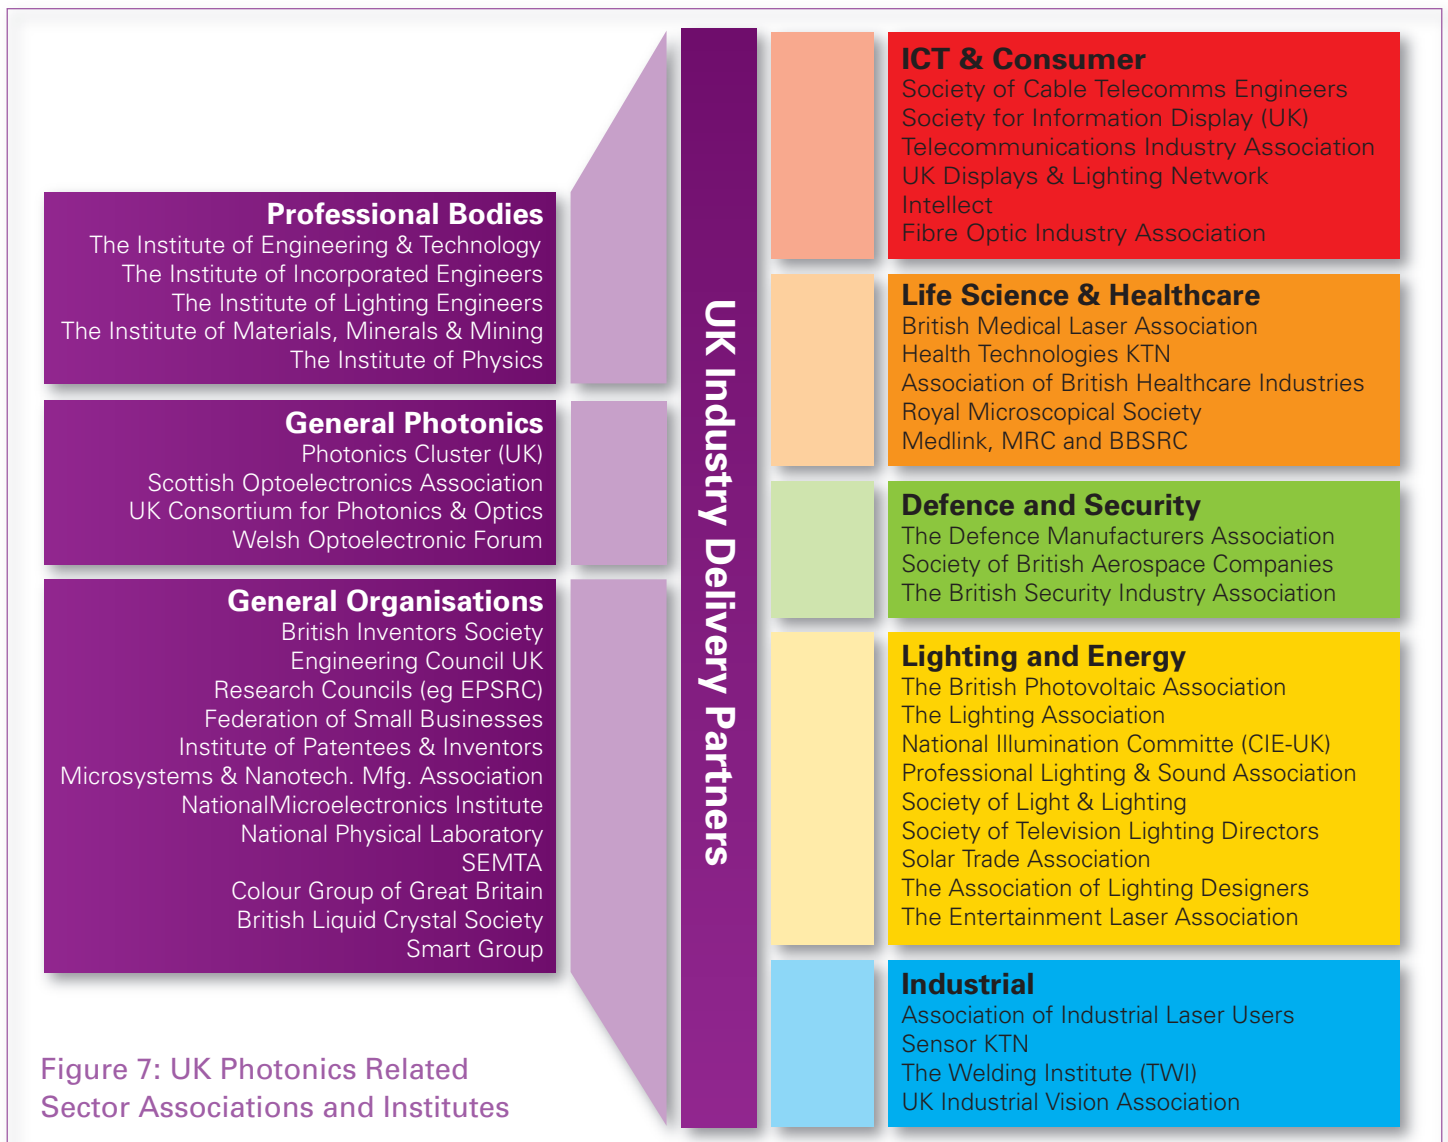 Professional Bodies
The Institute of Engineering & Technology
The Institute of Incorporated Engineers
The Institute of Lighting Engineers
The Institute of Materials, Minerals & Mining
The Institute of Physics
General Photonics
Photonics Cluster (UK)
Scottish Optoelectronics Association
UK Consortium for Photonics & Optics
Welsh Optoelectronic Forum
General Organisations
British Inventors Society
Engineering Council UK
Research Councils (eg EPSRC)
Federation of Small Businesses
Institute of Patentees & Inventors
Microsystems & Nanotech. Mfg. Association
NationalMicroelectronics Institute
National Physical Laboratory
SEMTA
Colour Group of Great Britain
British Liquid Crystal Society
Smart Group
UK Industry Delivery Partners
ICT & Consumer
Society of Cable Telecomms Engineers
Society for Information Display (UK)
Telecommunications Industry Association
UK Displays & Lighting Network
Intellect
Fibre Optic Industry Association
Life Science & Healthcare
British Medical Laser Association
Health Technologies KTN
Association of British Healthcare Industries
Royal Microscopical Society
Medlink, MRC and BBSRC
Defence and Security
The Defence Manufacturers Association
Society of British Aerospace Companies
The British Security Industry Association
Lighting and Energy
The British Photovoltaic Association
The Lighting Association
National Illumination Committe (CIE-UK)
Professional Lighting & Sound Association
Society of Light & Lighting
Society of Television Lighting Directors
Solar Trade Association
The Association of Lighting Designers
The Entertainment Laser Association
Industrial
Association of Industrial Laser Users
Sensor KTN
The Welding Institute (TWI)
UK Industrial Vision Association
Figure 7: UK Photonics Related
Sector Associations and Institutes